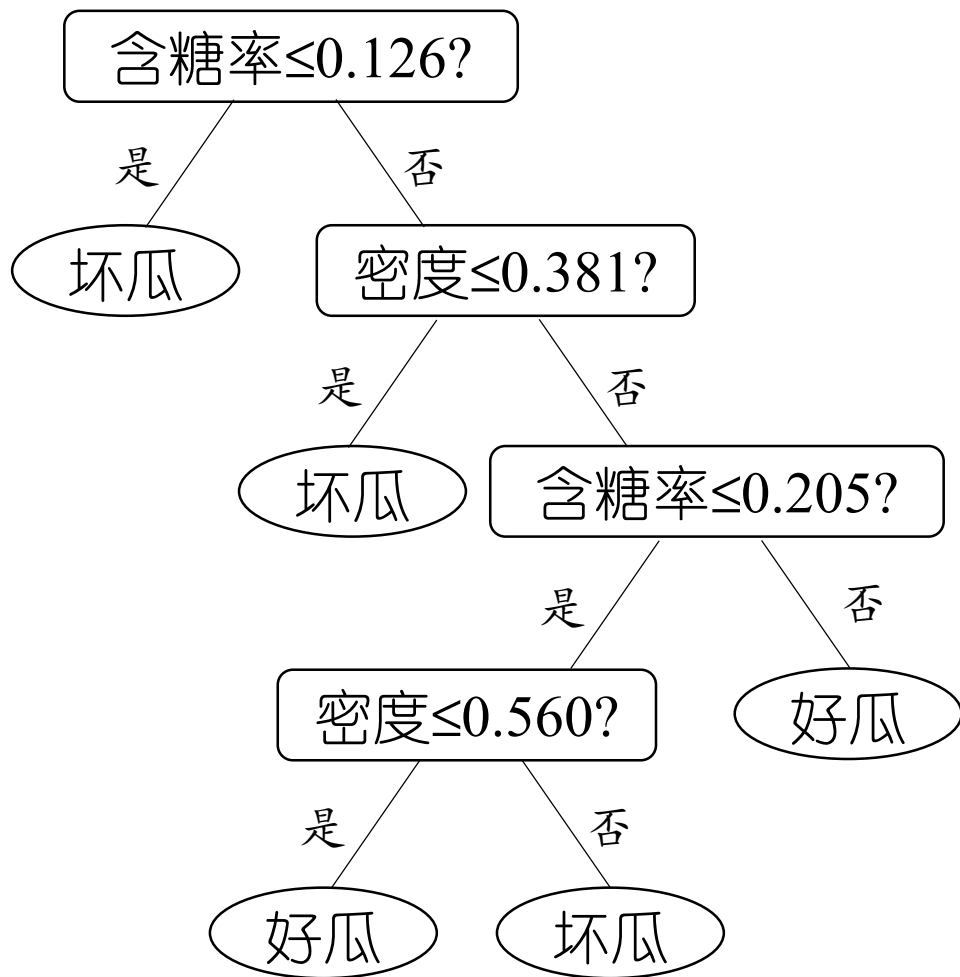 含糖率≤0.126?
是
否
坏瓜
密度≤0.381?
是
否
坏瓜
含糖率≤0.205?
是
否
密度≤0.560?
好瓜
是
否
好瓜
坏瓜